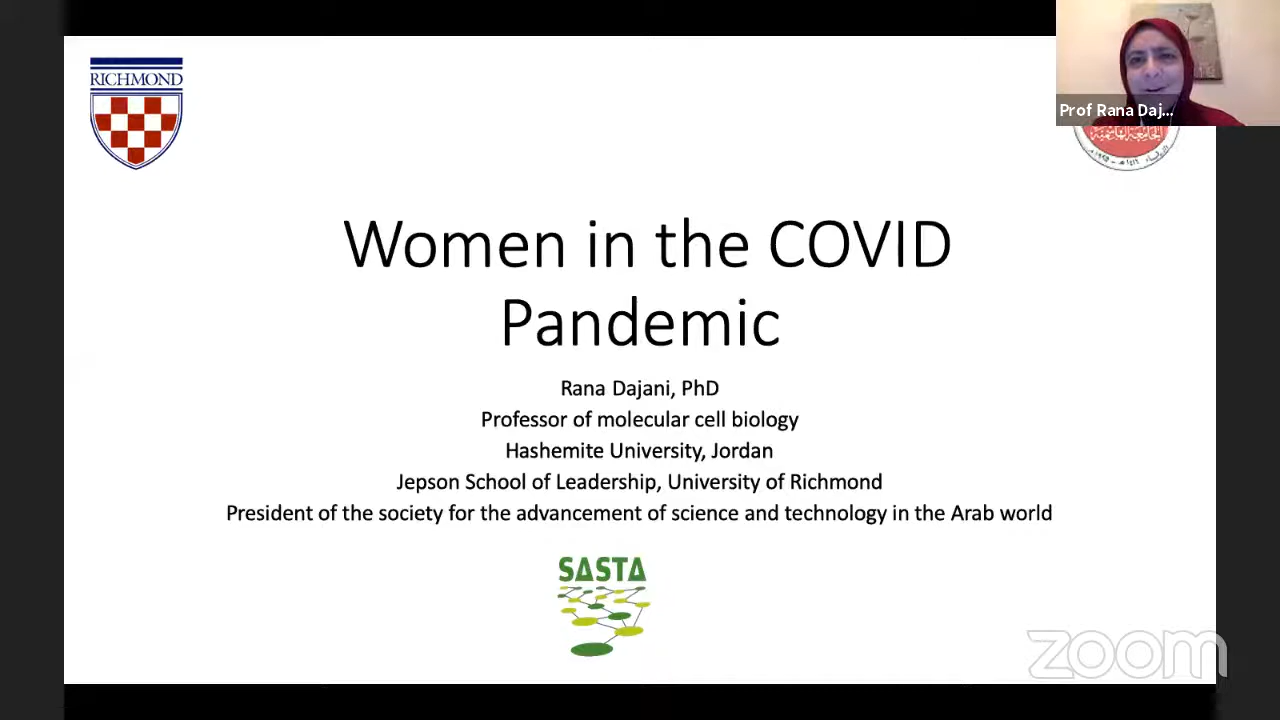 RICHMOND
Prof Rana Daj...
الجامعة الهاشمية
Women in the COVID
Pandemic
Rana Dajani, PhD
Professor of molecular cell biology
Hashemite University, Jordan
Jepson School of Leadership, University of Richmond
President of the society for the advancement of science and technology in the Arab world
SASTA
zoom